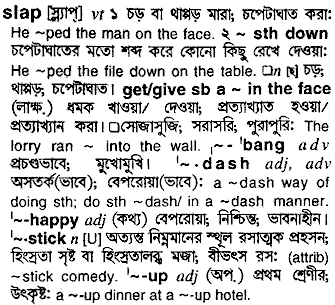 slap [স্ল্যাপ্] vt ১ চড় বা থাপ্পড় মারা; চপেটাঘাত করা:
He ~ped the man on the face. ২ ~ sth down
চপেটাঘাতের মতো শব্দ করে কোনো কিছু রেখে দেওয়া:
He ~ped the file down on the table. □n [c] চড়;
থাপ্পড়, চপেটাঘাত। get/give sb a ~ in the face
(লাক্ষ.) ধমক খাওয়া/ দেওয়া; প্রত্যাখ্যাত হওয়া/
প্রত্যাখ্যান করা। □সোজাসুজি; সরাসরি; পুরাপুরি: The
lorry ran ~ into the wall. ˌ~-ˈbang adv
প্রচণ্ডভাবে; মুখোমুখি। ˈ~·dash adj, adv
অসতর্ক(ভাবে); বেপরোয়া(ভাবে): a ~dash way of
doing sth; do sth ~dash/ in a ~dash manner.
ˈ~-happy adj (কথ্য) বেপরোয়া; নিশ্চিন্ত; ভাবনাহীন।
ˈ~·stick n [U] অত্যন্ত নিম্নমানের স্থূল রসাত্মক প্রহসন;
হিংস্রতা সৃষ্ট বা হিংস্রতালব্ধ মজা; বীভৎস রস: (attrib)
~stick comedy. ˈ~-up adj (অপ.) প্রথম শ্রেণীর;
উৎকৃষ্ট: a ~-up dinner at a ~-up hotel.